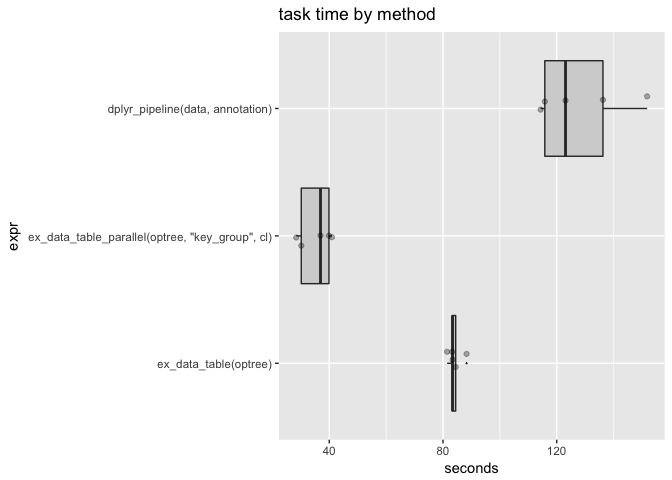 task time by method
dplyr_pipeline(data, annotation)
ex_data_table_parallel(optree, "key_group", cl)
ex_data_table(optree)
expr
40 80 120
seconds